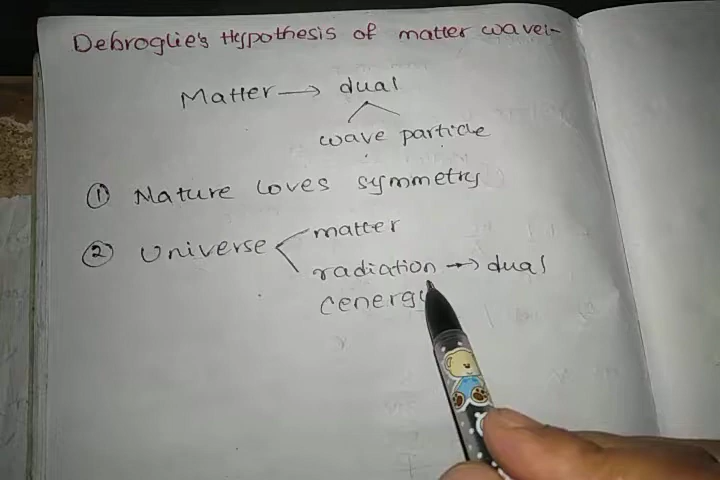 Debroglie's Hypothesis of matter wave:-
Matter → dual
wave particle
① Nature loves symmetry
② Universe matter
radiation → dual
(energy